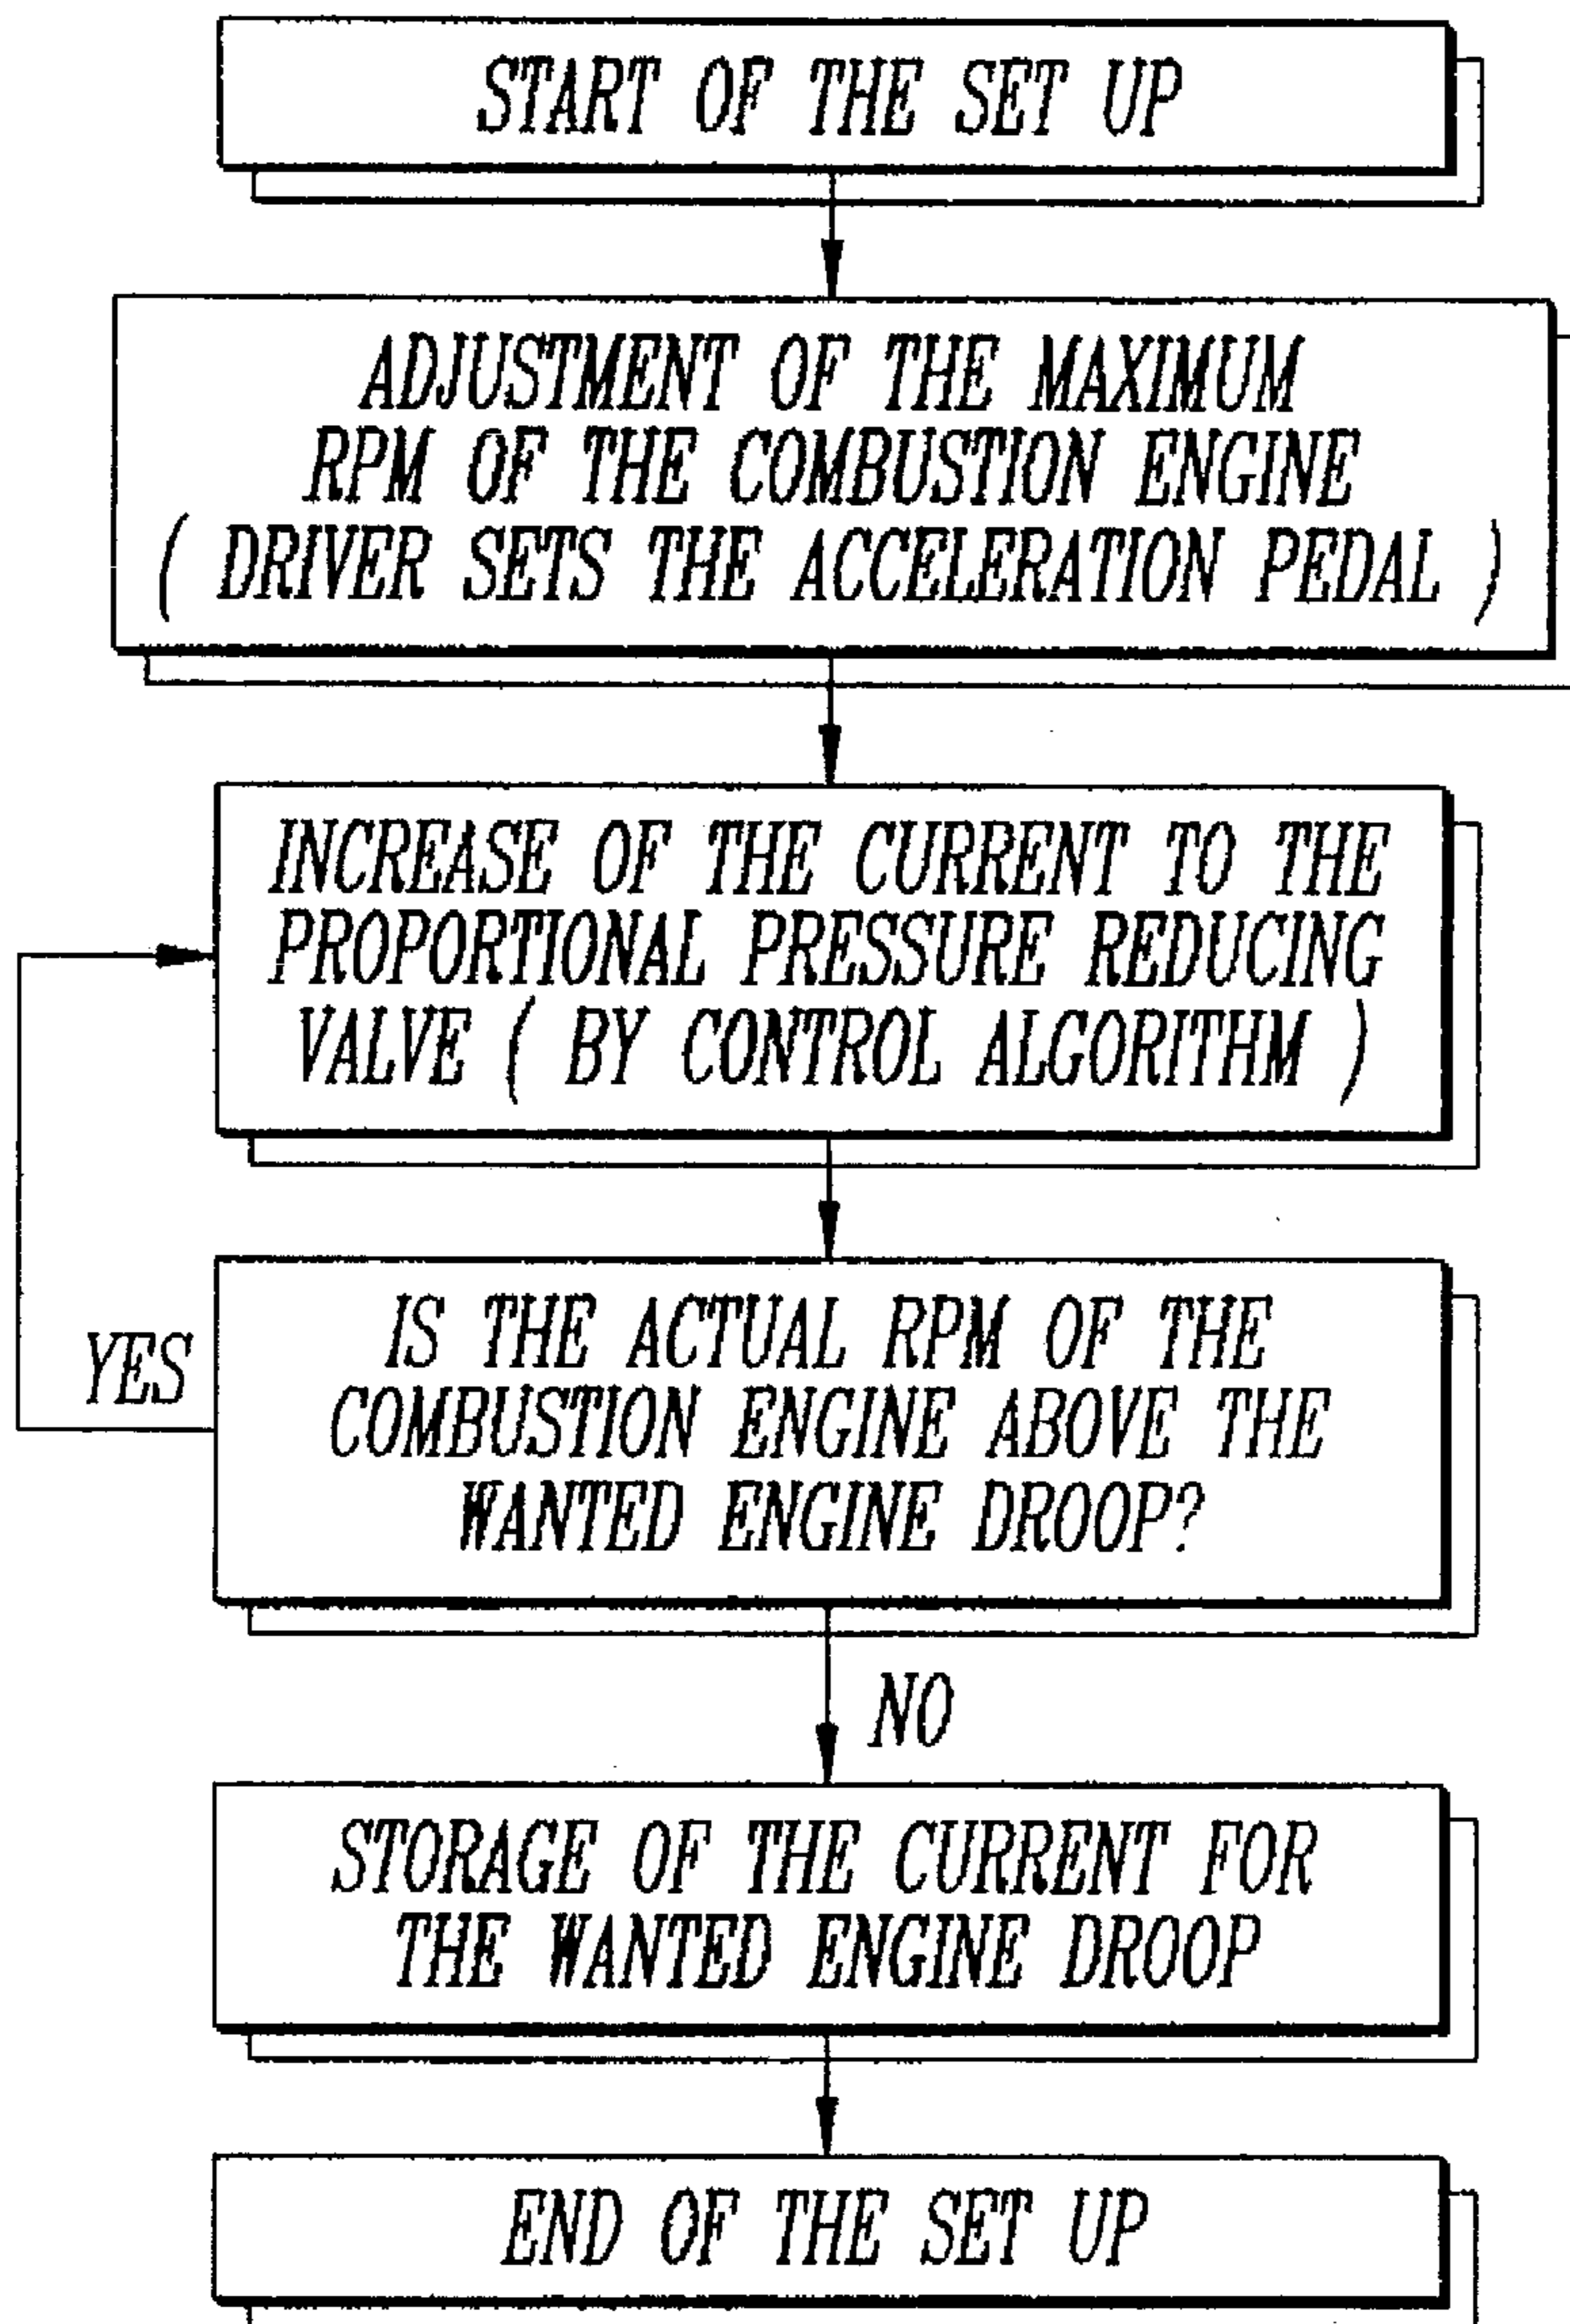 START OF THE SET UP
ADJUSTMENT OF THE MAXIMUM
RPM OF THE COMBUSTION ENGINE
( DRIVER SETS THE ACCELERATION PEDAL )
INCREASE OF THE CURRENT TO THE
PROPORTIONAL PRESSURE REDUCING
VALVE ( BY CONTROL ALGORITHM )
IS THE ACTUAL RPM OF THE
COMBUSTION ENGINE ABOVE THE
WANTED ENGINE DROOP?
YES
NO
STORAGE OF THE CURRENT FOR
THE WANTED ENGINE DROOP
END OF THE SET UP